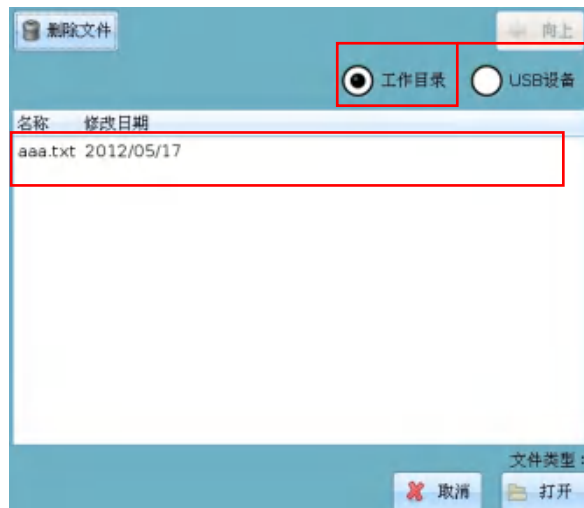 删除文件 向上
工作目录 USB设备
名称 修改日期
aaa.txt 2012/05/17
文件类型：
取消 打开